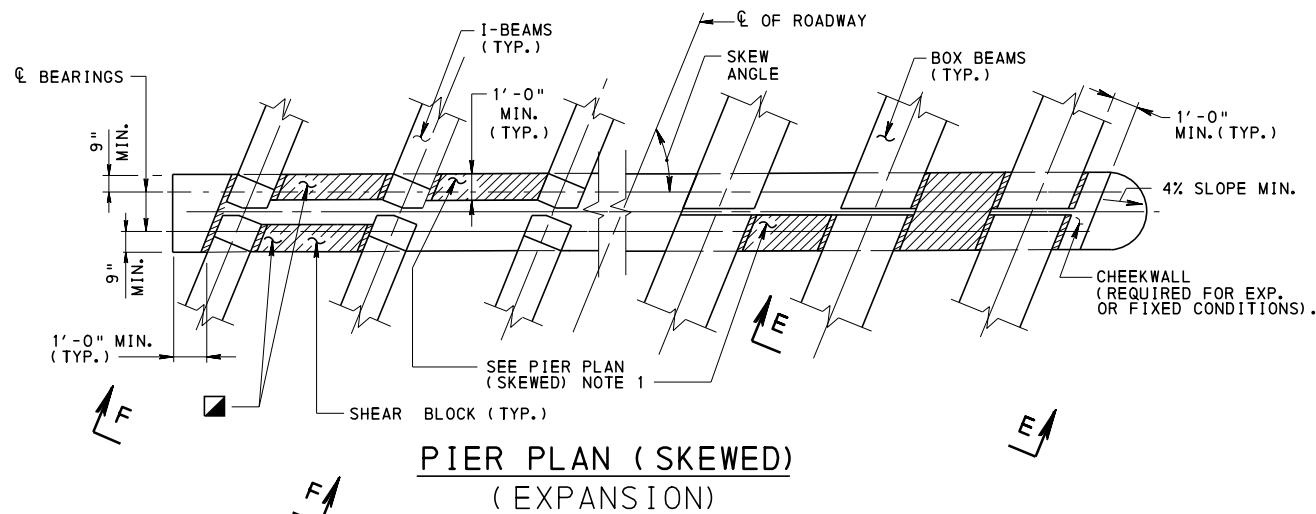 I-BEAMS
(TYP.)
℄ OF ROADWAY
SKEW
ANGLE
BOX BEAMS
(TYP.)
℄ BEARINGS
1'-0"
MIN.
(TYP.)
1'-0"
MIN.(TYP.)
9"
MIN.
4% SLOPE MIN.
9"
MIN.
CHEEKWALL
(REQUIRED FOR EXP.
OR FIXED CONDITIONS).
E
1'-0" MIN.
(TYP.)
SEE PIER PLAN
(SKEWED) NOTE 1
F
SHEAR BLOCK (TYP.)
E
PIER PLAN (SKEWED)
(EXPANSION)
F